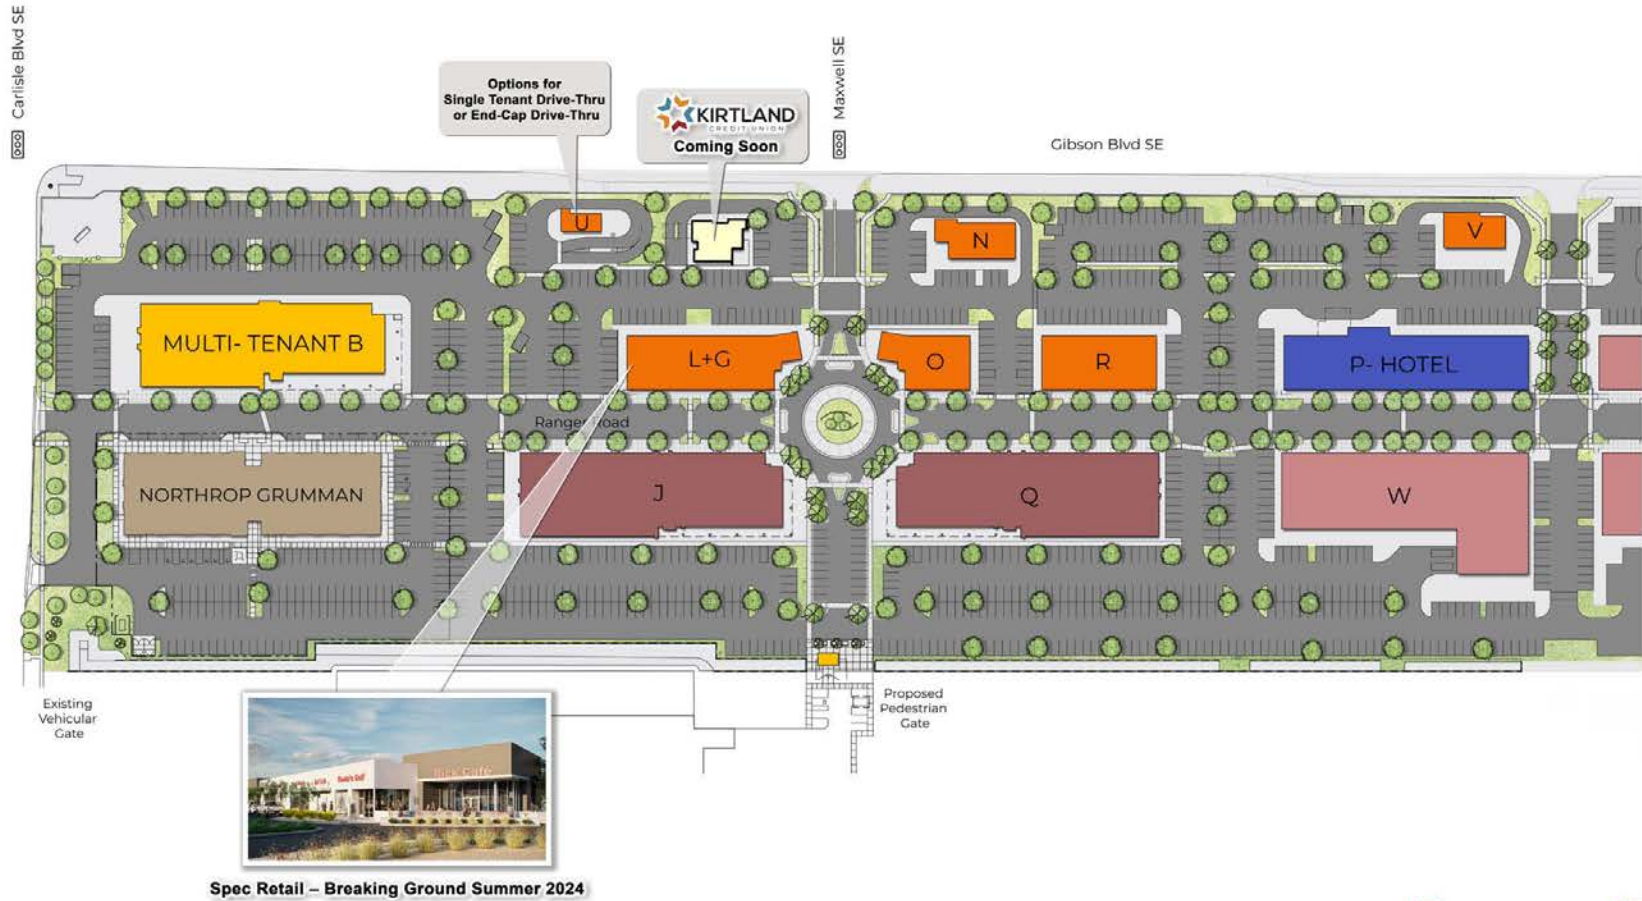 Carlisle Blvd SE
Options for
Single Tenant Drive-Thru
or End-Cap Drive-Thru
KIRTLAND
CREDIT UNION
Coming Soon
Maxwell SE
Gibson Blvd SE
U
N
V
MULTI- TENANT B
L+G
O
R
P- HOTEL
Ranger Road
NORTHROP GRUMMAN
J
Q
W
Existing
Vehicular
Gate
Proposed
Pedestrian
Gate
Spec Retail – Breaking Ground Summer 2024